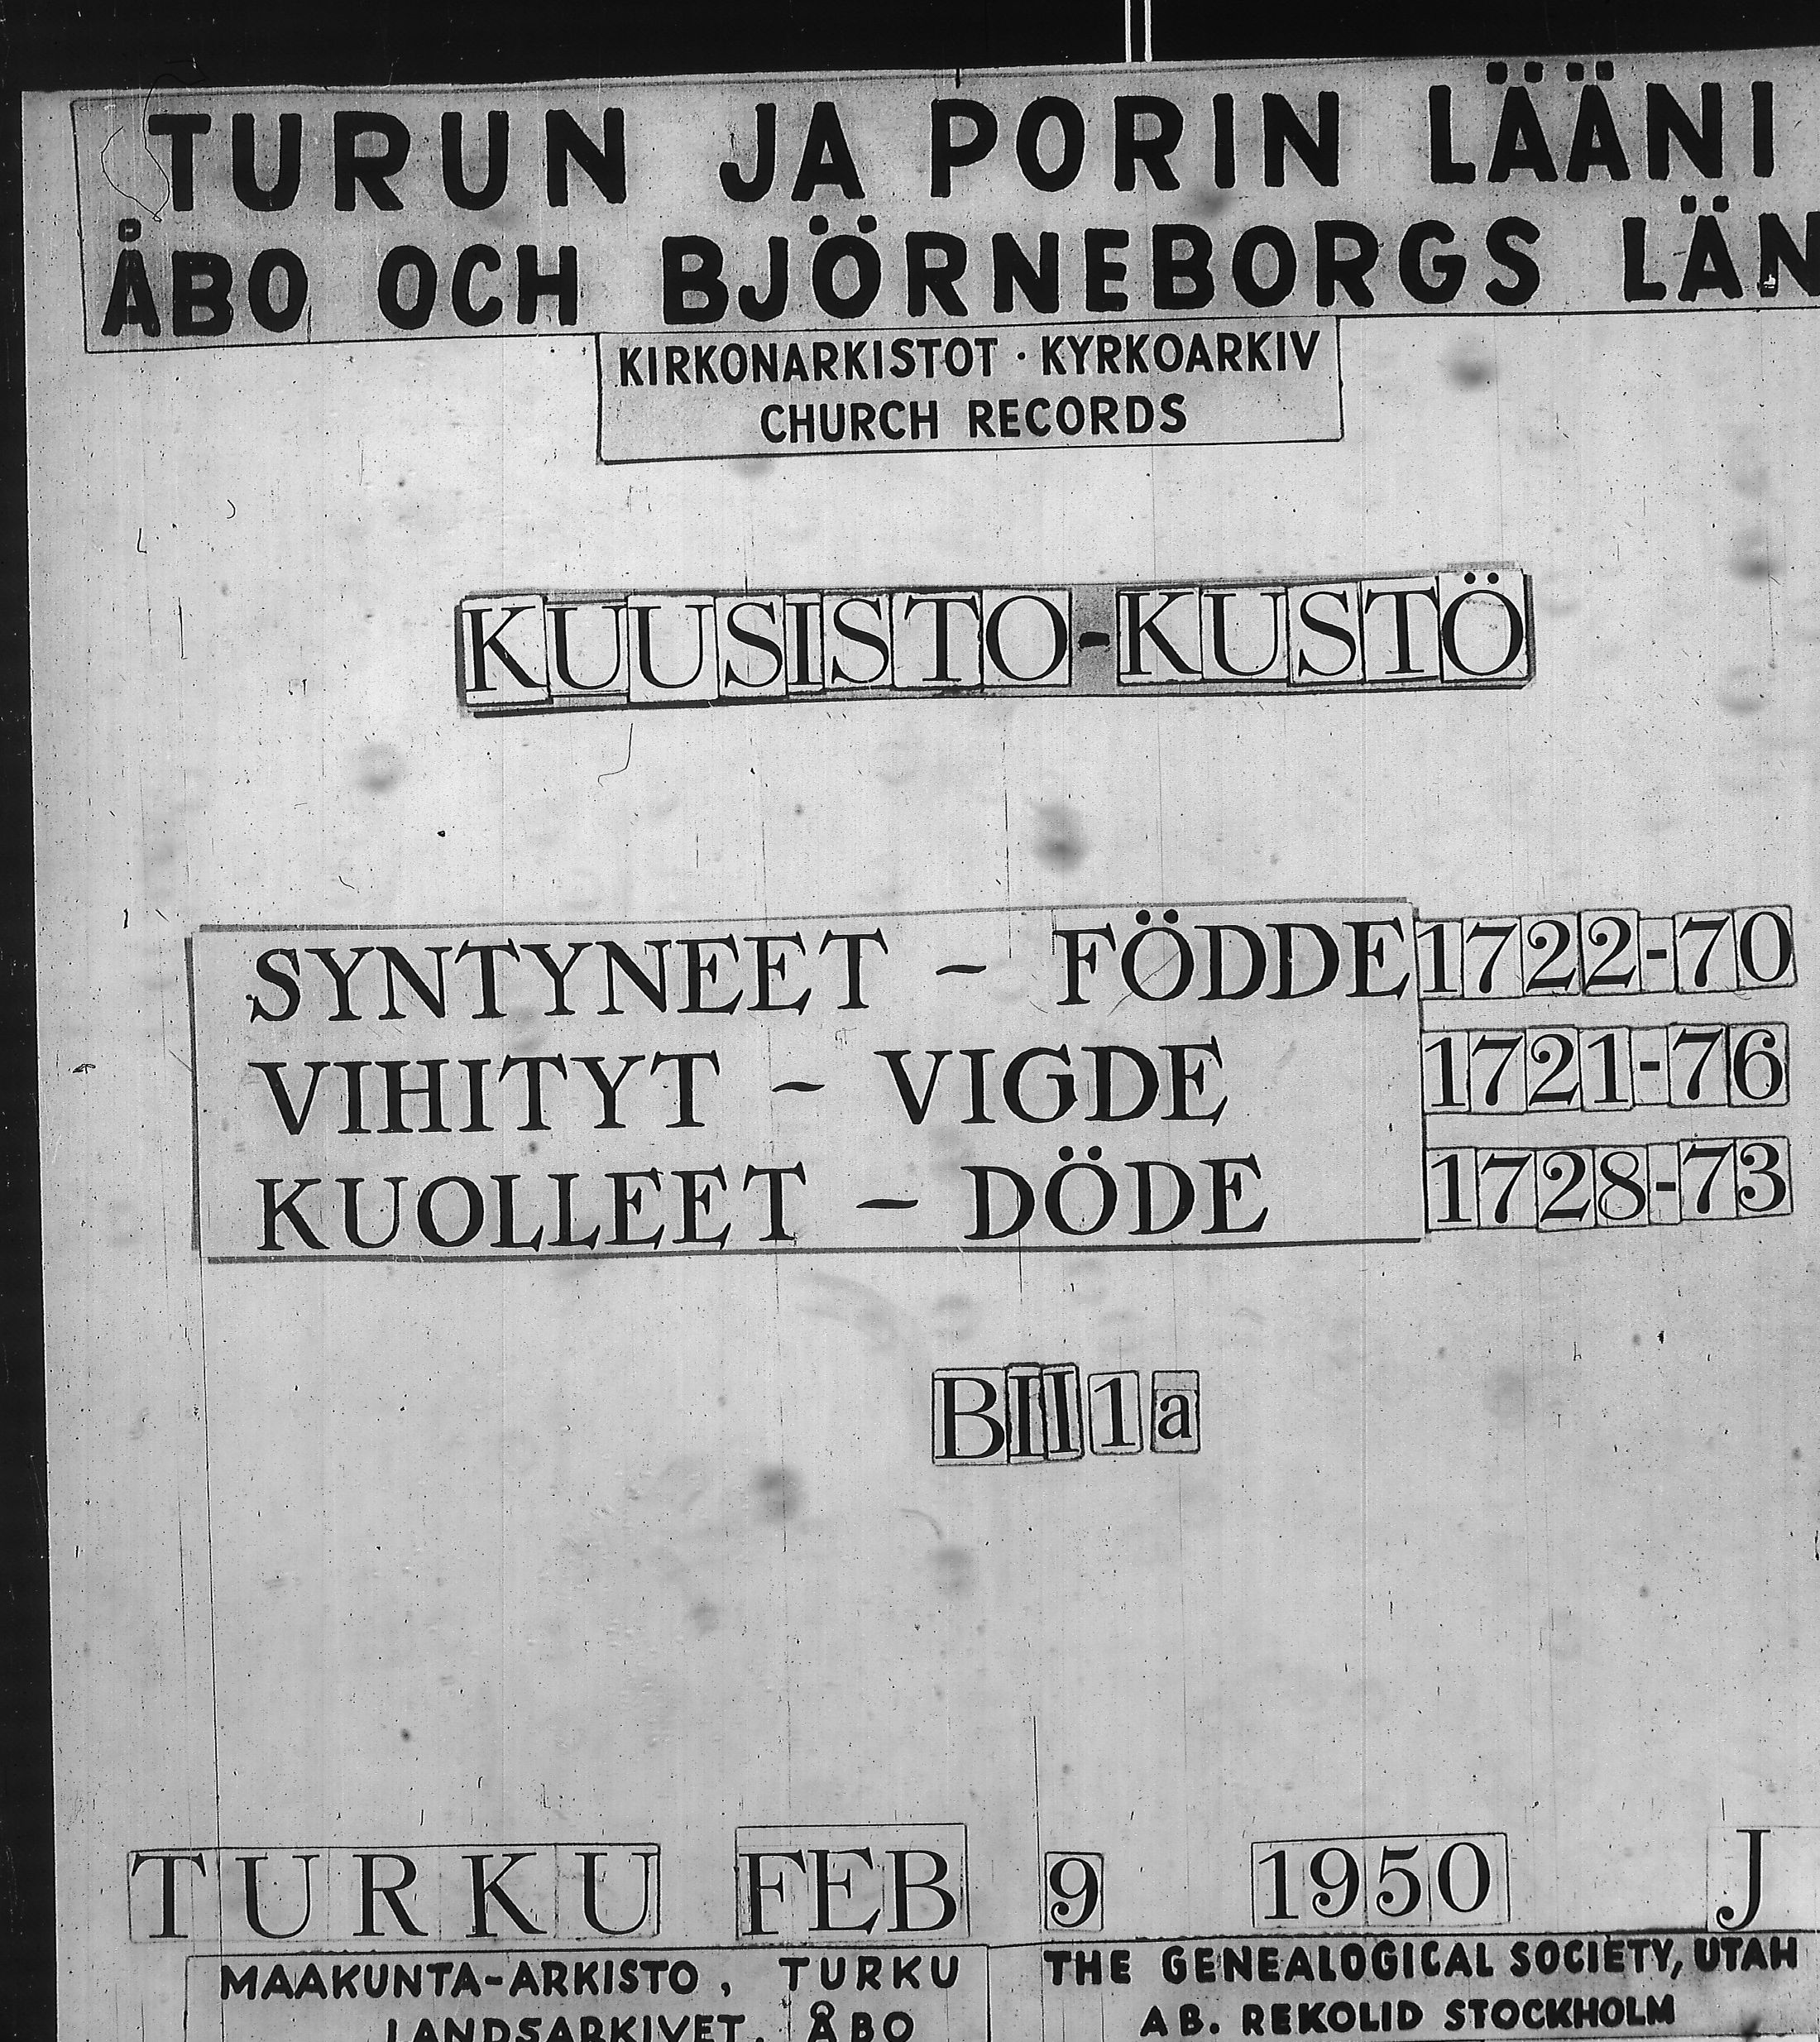 TURUN JA PORIN LÄÄNI
ÅBO OCH BJÖRNEBORGS LÄN
KIRKONARKISTOT · KYRKOARKIV
CHURCH RECORDS
KUUSISTO-KUSTÖ
SYNTYNEET - FÖDDE 1722-70
VIHITYT - VIGDE 1721-76
KUOLLEET - DÖDE 1728-73
BII1a
TURKU FEB 9 1950 J
MAAKUNTA-ARKISTO, TURKU
LANDSARKIVET, ÅBO
THE GENEALOGICAL SOCIETY, UTAH
AB. REKOLID STOCKHOLM